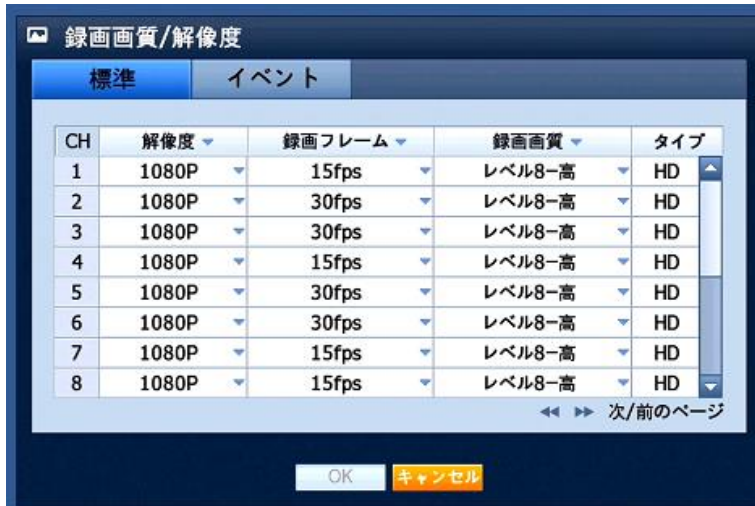 録画画質/解像度
標準 イベント
CH 解像度 録画フレーム 録画画質 タイプ
1 1080P 15fps レベル8-高 HD
2 1080P 30fps レベル8-高 HD
3 1080P 30fps レベル8-高 HD
4 1080P 15fps レベル8-高 HD
5 1080P 30fps レベル8-高 HD
6 1080P 30fps レベル8-高 HD
7 1080P 15fps レベル8-高 HD
8 1080P 15fps レベル8-高 HD
次/前のページ
OK キャンセル